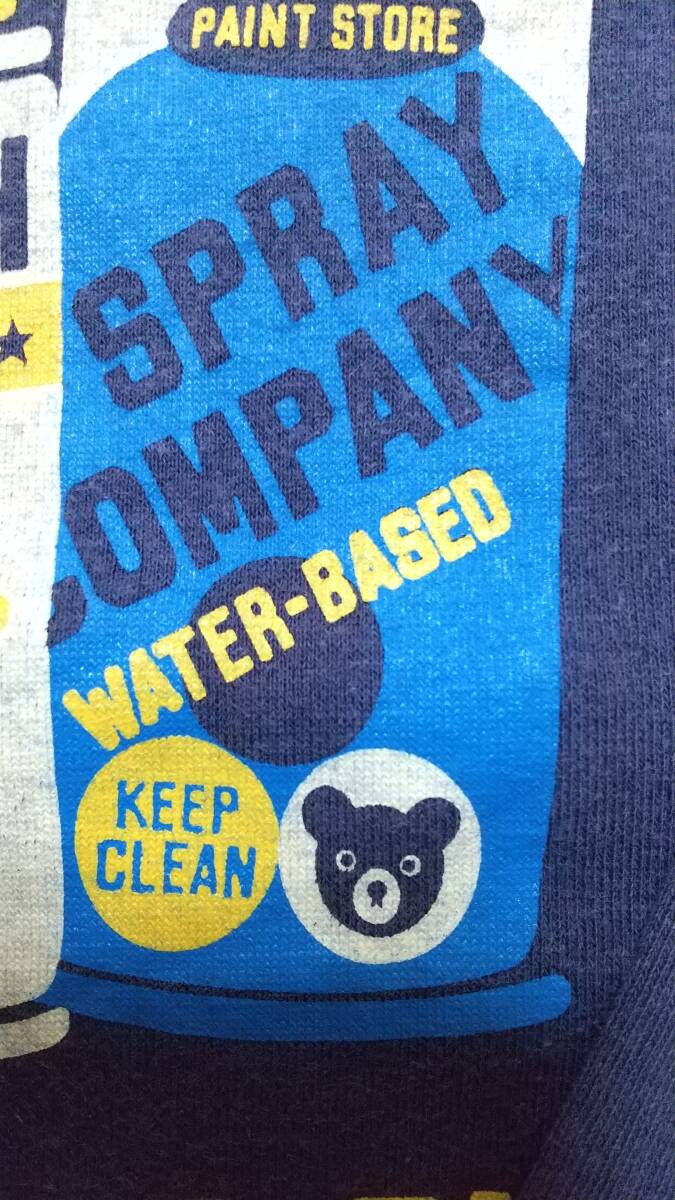 PAINT STORE
SPRAY
COMPANY
WATER-BASED
KEEP
CLEAN